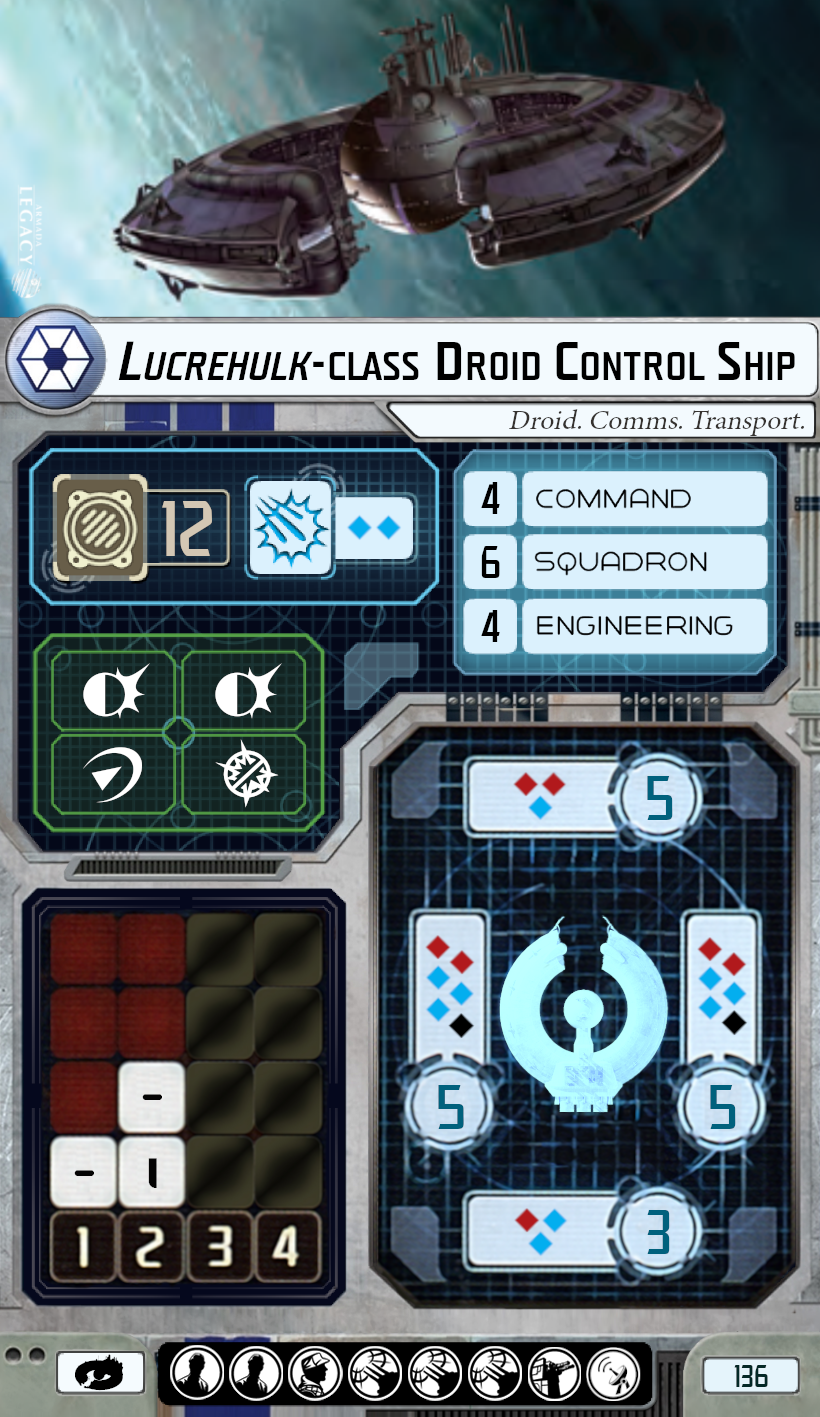 ARMADA
LEGACY
LUCREHULK-CLASS DROID CONTROL SHIP
Droid. Comms. Transport.
12
4 COMMAND
6 SQUADRON
4 ENGINEERING
5
5
5
3
-
- 1
1 2 3 4
136